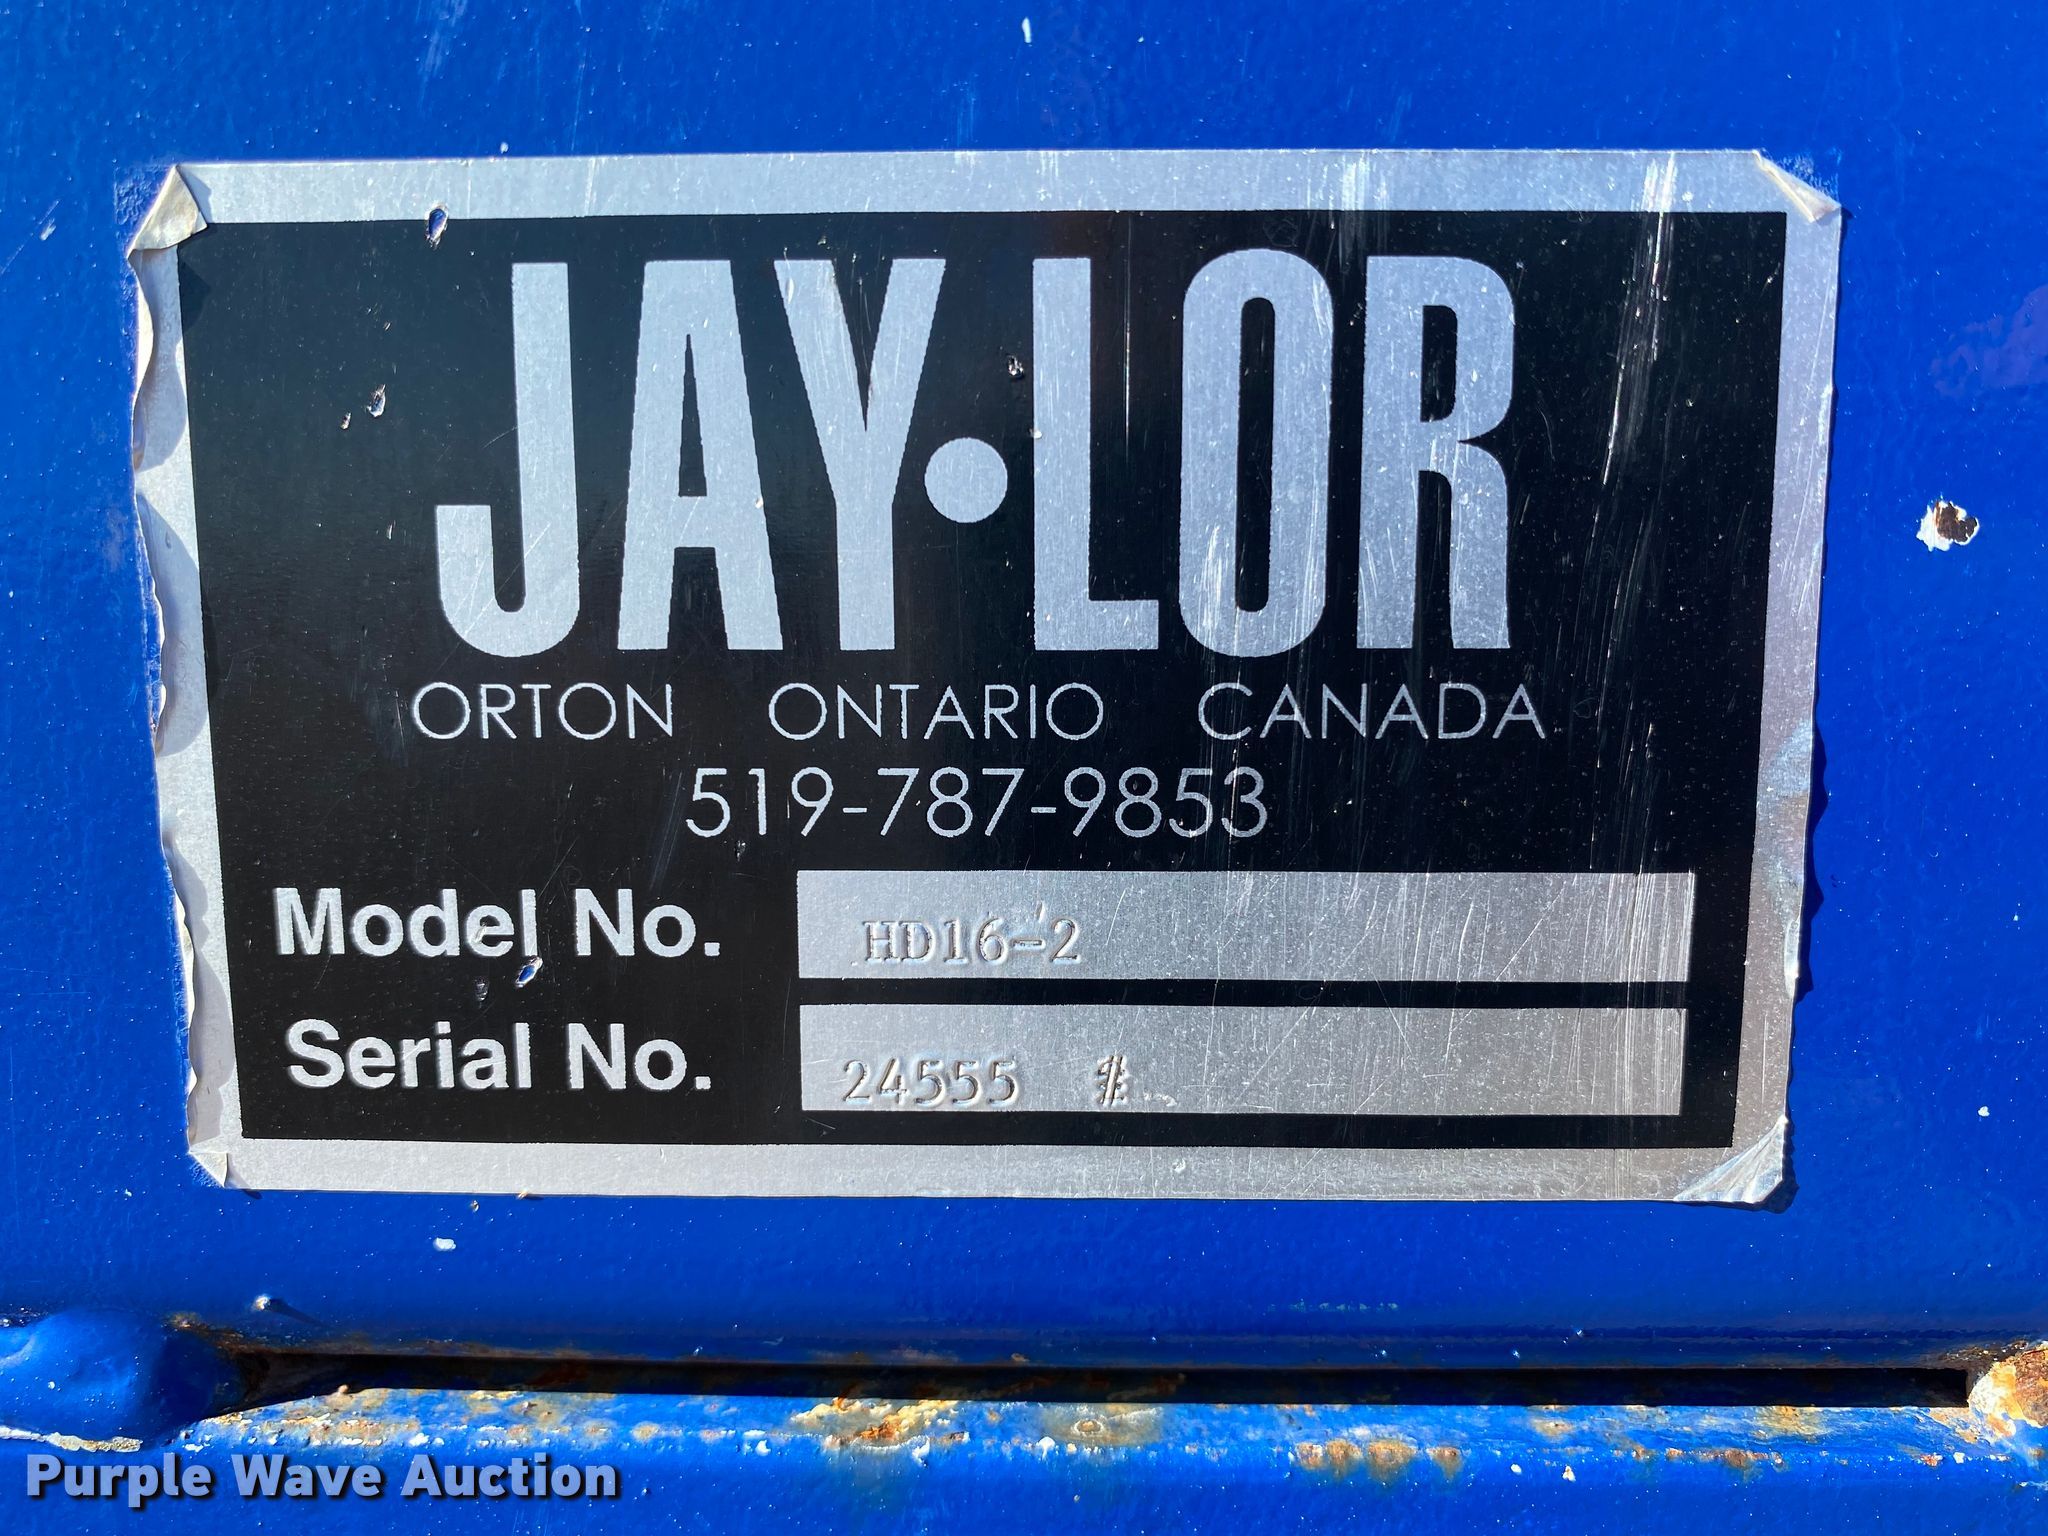 JAY·LOR
ORTON ONTARIO CANADA
519-787-9853
Model No. HD16-2
Serial No. 24555 #
Purple Wave Auction